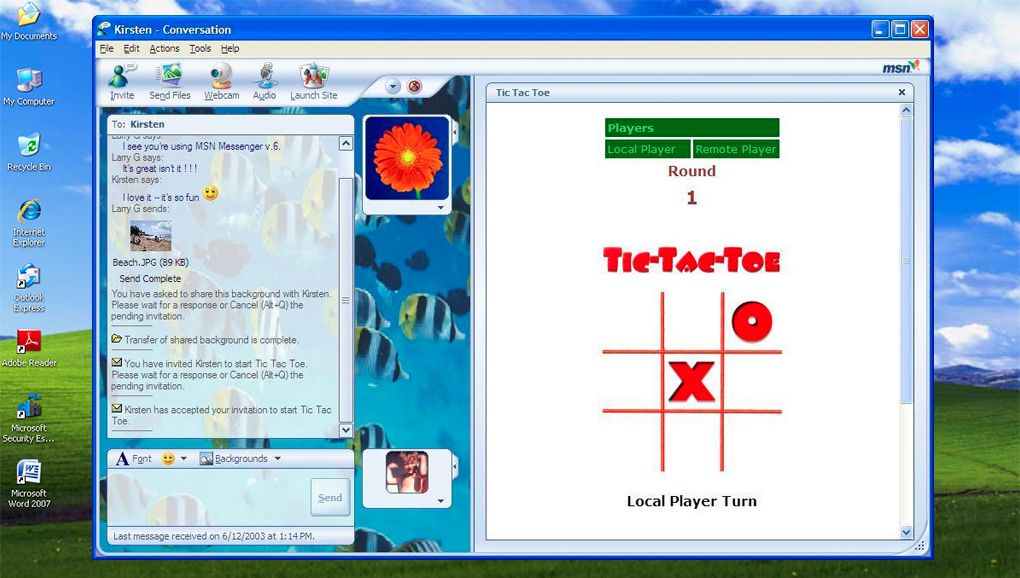 My Documents
My Computer
Recycle Bin
Internet
Explorer
Outlook
Express
Adobe Reader
Microsoft
Security Es...
Microsoft
Word 2007
Kirsten - Conversation
File Edit Actions Tools Help
Invite Send Files Webcam Audio Launch Site
msn
To: Kirsten
Larry G says:
I see you're using MSN Messenger v.6.
Larry G says:
It's great isn't it ! ! !
Kirsten says:
I love it -- it's so fun
Larry G sends:
Beach.JPG (89 KB)
Send Complete
You have asked to share this background with Kirsten.
Please wait for a response or Cancel (Alt+Q) the
pending invitation.
Transfer of shared background is complete.
You have invited Kirsten to start Tic Tac Toe.
Please wait for a response or Cancel (Alt+Q) the
pending invitation.
Kirsten has accepted your invitation to start Tic Tac
Toe.
A Font Backgrounds
Send
Last message received on 6/12/2003 at 1:14 PM.
Tic Tac Toe
Players
Local Player Remote Player
Round
1
Tic-Tac-Toe
O
X
Local Player Turn